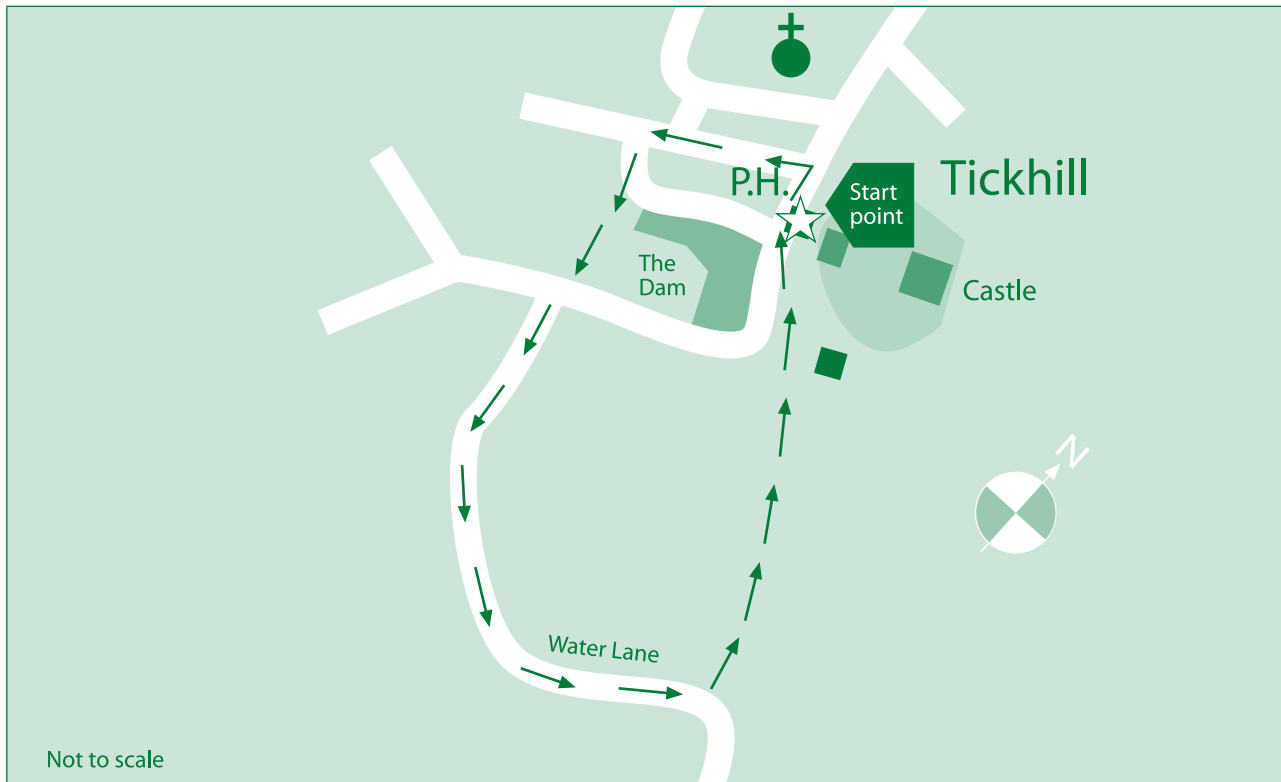 Tickhill
P.H.
Start
point
The
Dam
Castle
N
Water Lane
Not to scale